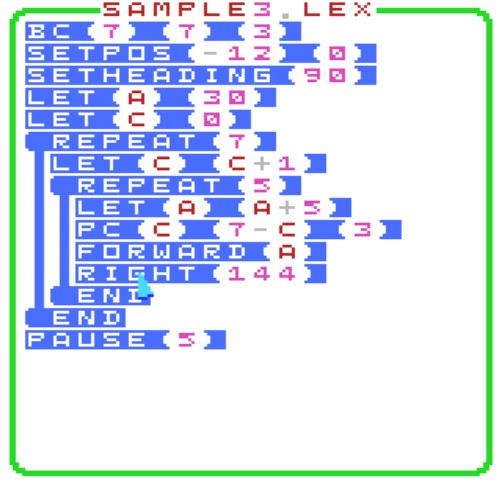 SAMPLE3.LEX
BC 7 7 3
SETPOS -12 0
SETHEADING 90
LET A 30
LET C 0
REPEAT 7
LET C C+1
REPEAT 5
LET A A+5
PC C 7-C 3
FORWARD A
RIGHT 144
END
END
PAUSE 5